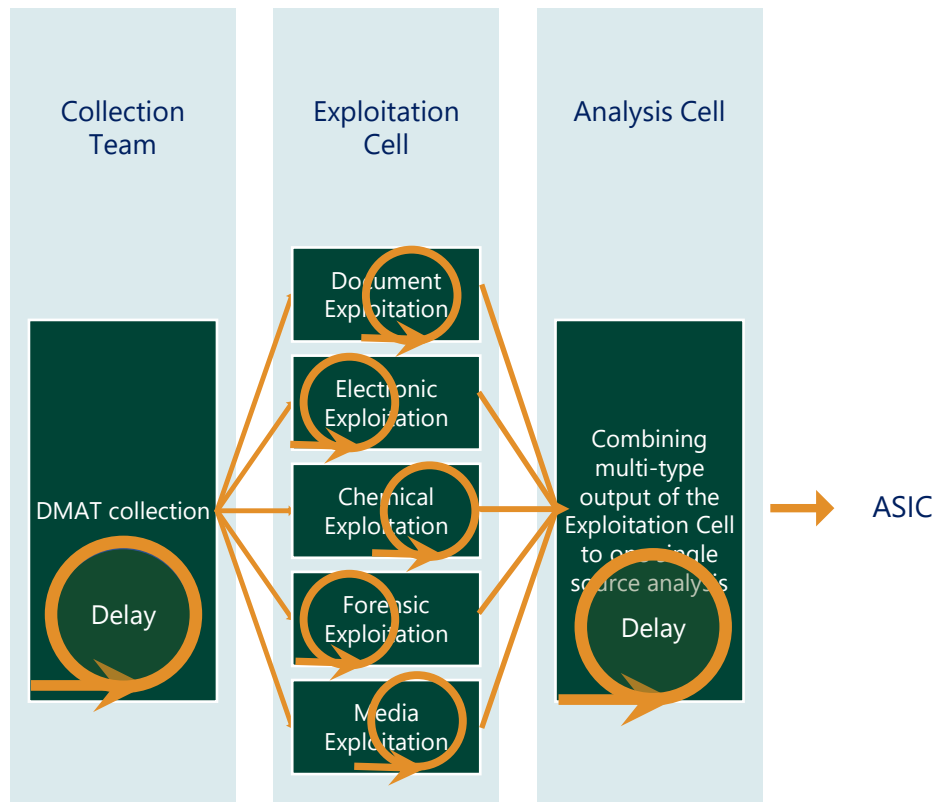 Collection
Team
Exploitation
Cell
Analysis Cell
DMAT collection
Delay
Document
Exploitation
Electronic
Exploitation
Chemical
Exploitation
Forensic
Exploitation
Media
Exploitation
Combining
multi-type
output of the
Exploitation Cell
to one single
source analysis
Delay
ASIC